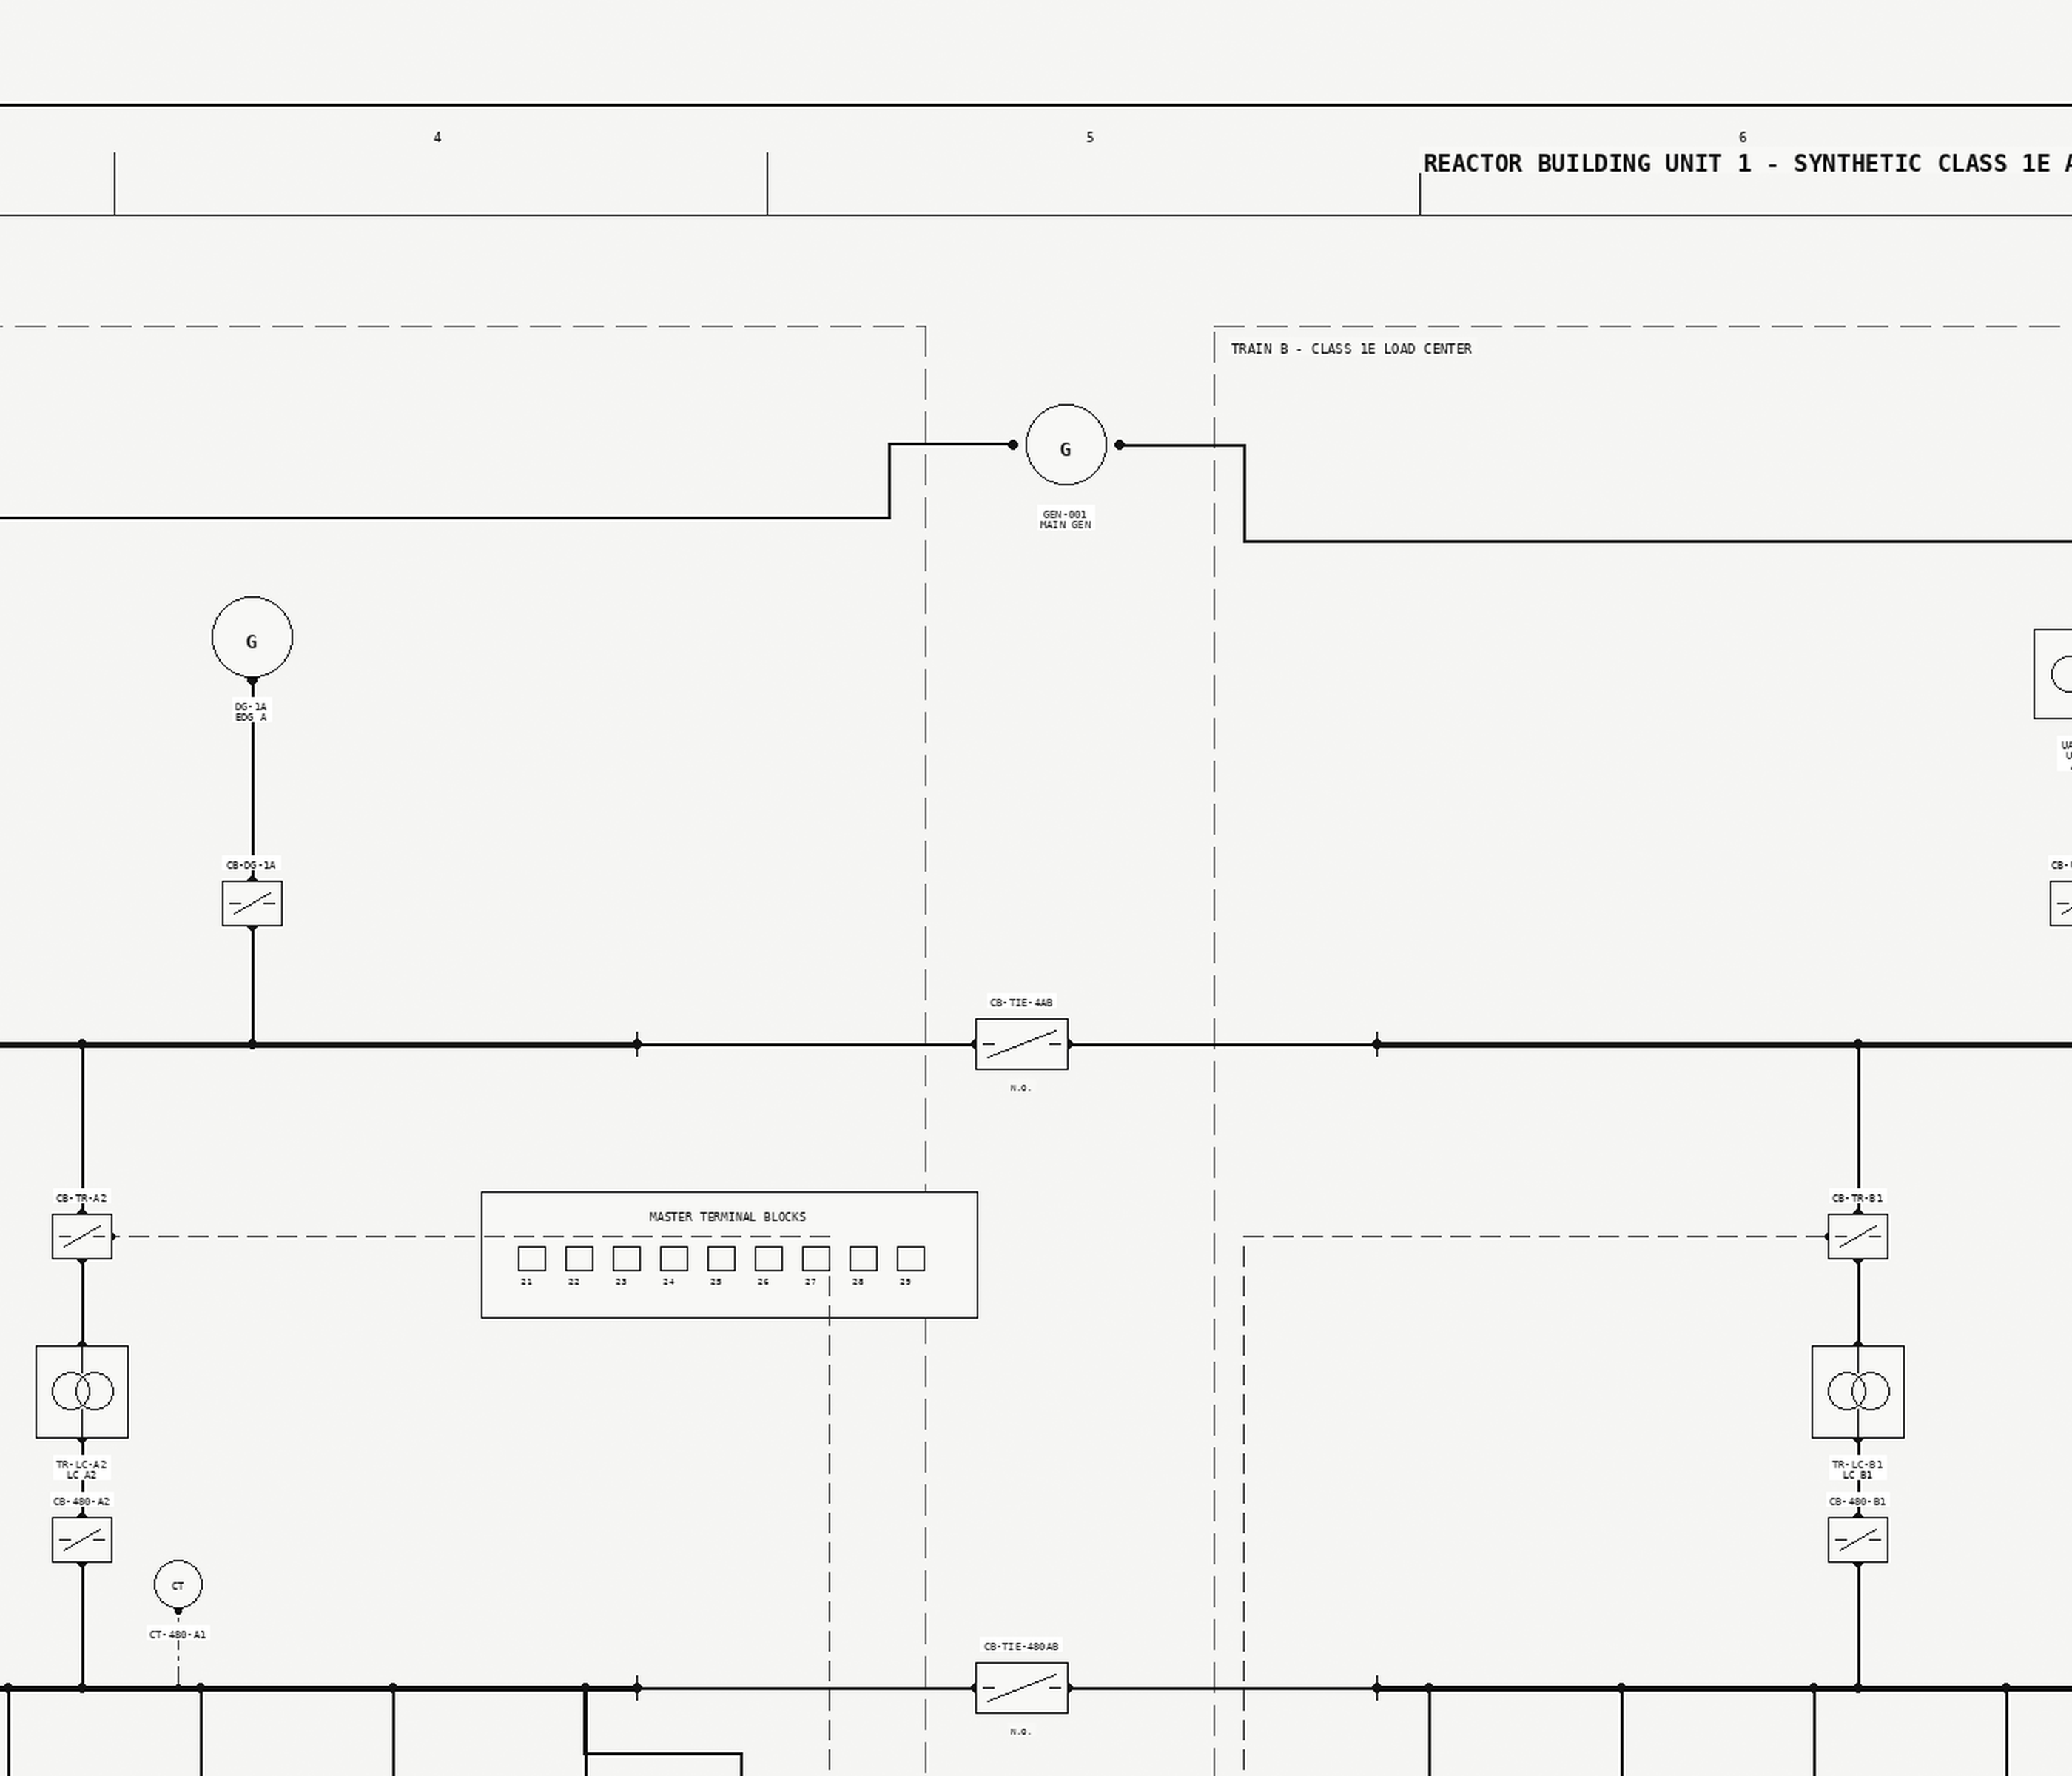 4
5
6
REACTOR BUILDING UNIT 1 - SYNTHETIC CLASS 1E
TRAIN B - CLASS 1E LOAD CENTER
G
GEN-001
MAIN GEN
G
DG-1A
EDG A
CB-DG-1A
CB-TIE-4AB
N.O.
CB-TR-A2
MASTER TERMINAL BLOCKS
21 22 23 24 25 26 27 28 29
CB-TR-B1
TR-LC-A2
LC A2
TR-LC-B1
LC B1
CB-480-A2
CB-480-B1
CT
CT-480-A1
CB-TIE-480AB
N.O.